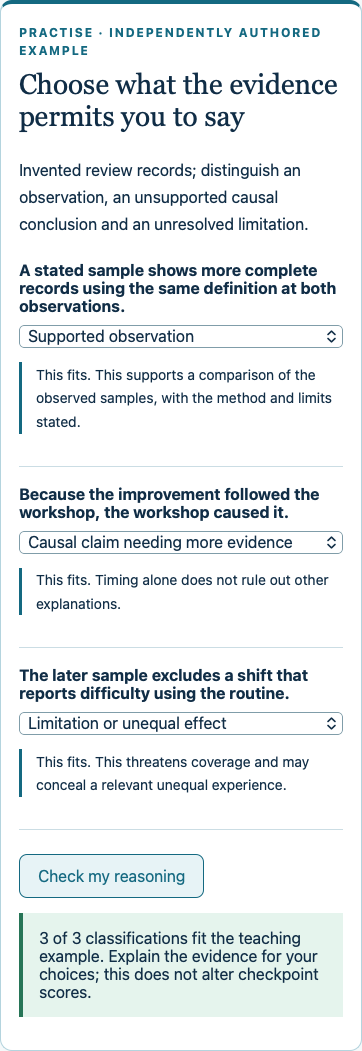 PRACTISE · INDEPENDENTLY AUTHORED
EXAMPLE
Choose what the evidence
permits you to say
Invented review records; distinguish an
observation, an unsupported causal
conclusion and an unresolved limitation.
A stated sample shows more complete
records using the same definition at both
observations.
Supported observation
This fits. This supports a comparison of the
observed samples, with the method and limits
stated.
Because the improvement followed the
workshop, the workshop caused it.
Causal claim needing more evidence
This fits. Timing alone does not rule out other
explanations.
The later sample excludes a shift that
reports difficulty using the routine.
Limitation or unequal effect
This fits. This threatens coverage and may
conceal a relevant unequal experience.
Check my reasoning
3 of 3 classifications fit the teaching
example. Explain the evidence for your
choices; this does not alter checkpoint
scores.